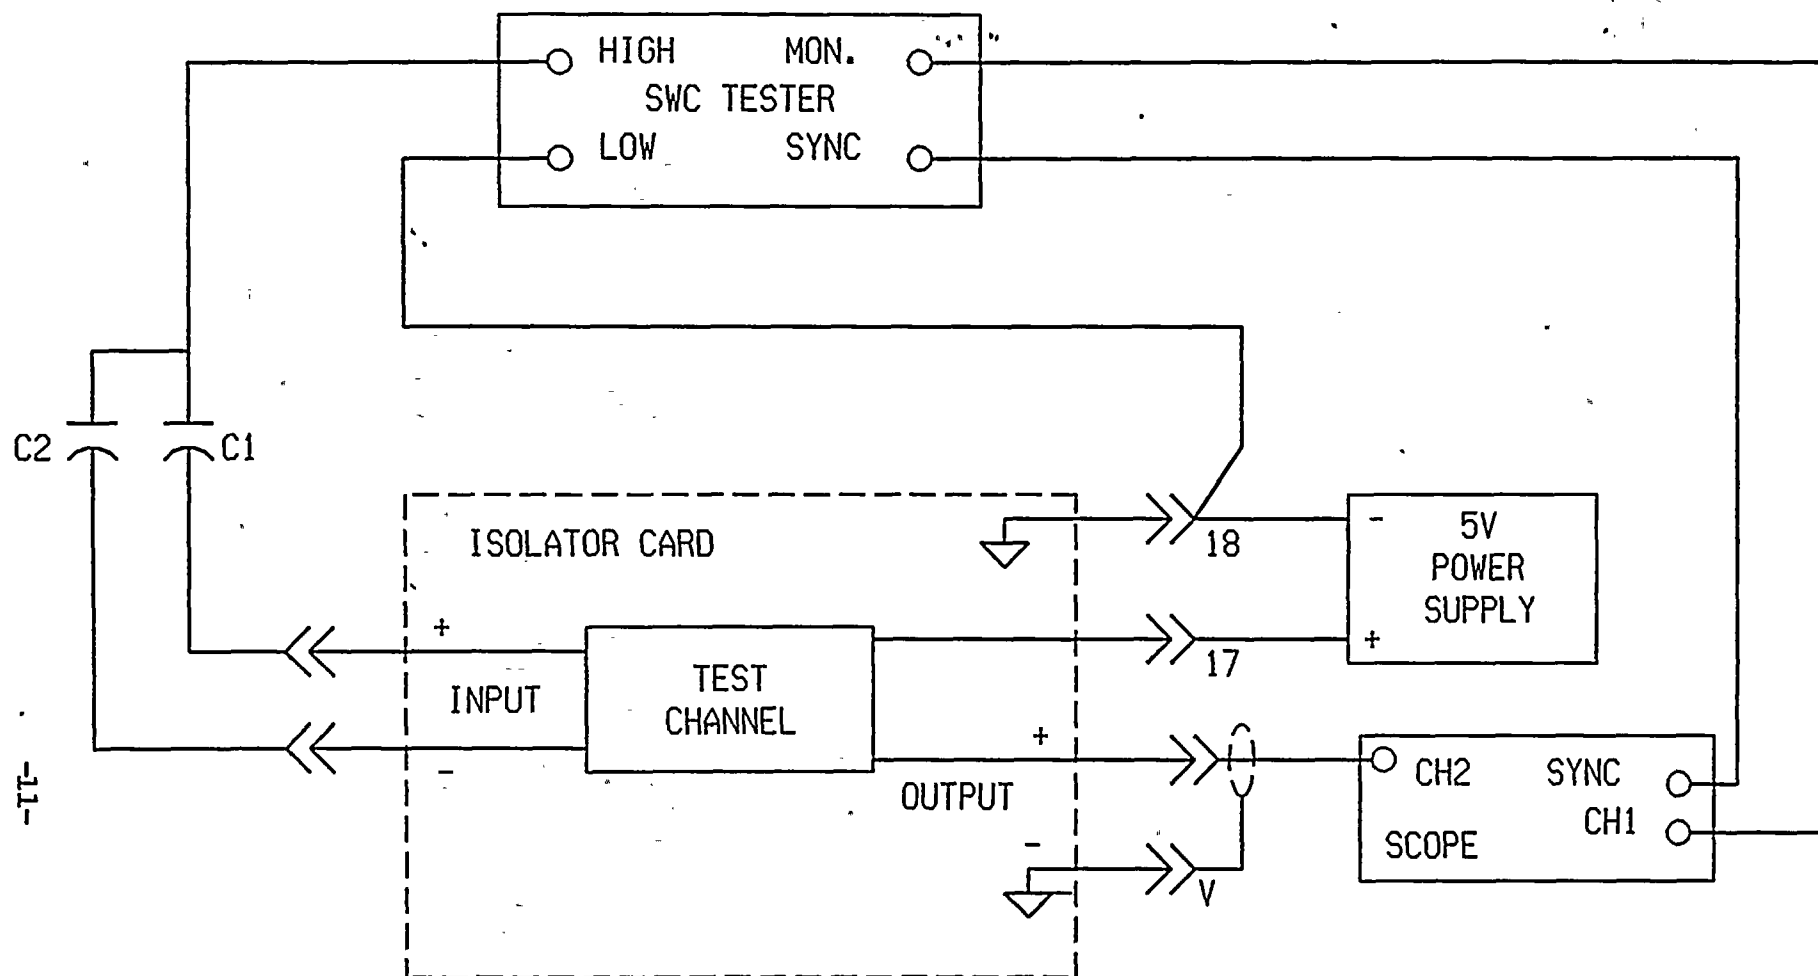 HIGH MON.
SWC TESTER
LOW SYNC
C2 C1
ISOLATOR CARD
-
18
5V
POWER
SUPPLY
+
17
+
INPUT
-
TEST
CHANNEL
+
OUTPUT
-
V
CH2 SYNC
CH1
SCOPE
-11-